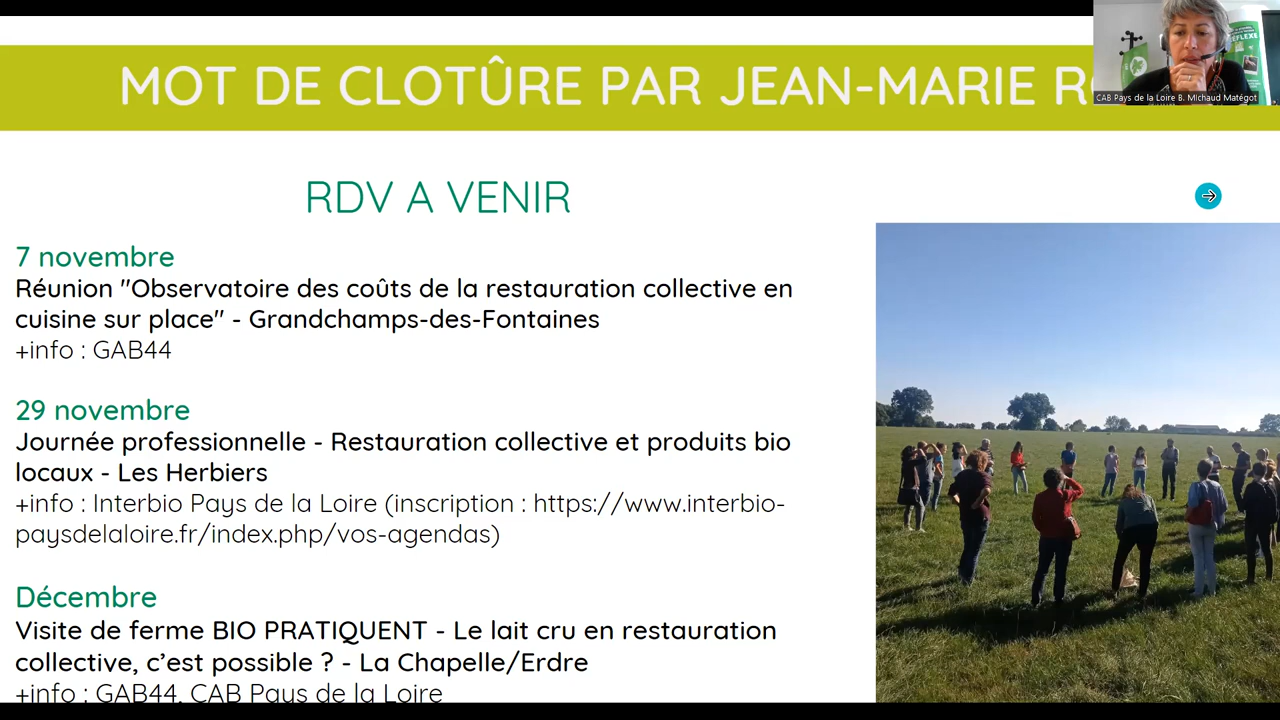 MOT DE CLOTÛRE PAR JEAN-MARIE
CAB Pays de la Loire B. Michaud Matégot
RDV A VENIR
7 novembre
Réunion "Observatoire des coûts de la restauration collective en
cuisine sur place" - Grandchamps-des-Fontaines
+info : GAB44
29 novembre
Journée professionnelle - Restauration collective et produits bio
locaux - Les Herbiers
+info : Interbio Pays de la Loire (inscription : https://www.interbio-
paysdelaloire.fr/index.php/vos-agendas)
Décembre
Visite de ferme BIO PRATIQUENT - Le lait cru en restauration
collective, c’est possible ? - La Chapelle/Erdre
+info : GAB44, CAB Pays de la Loire